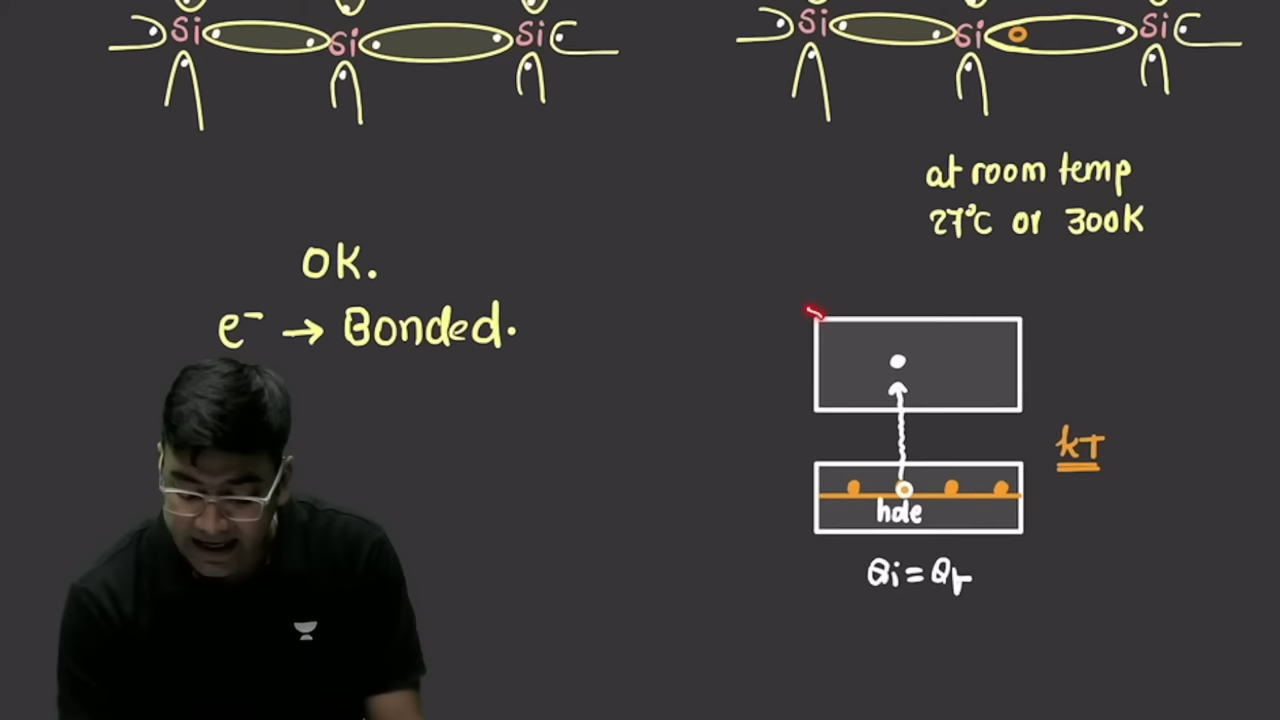 Si Si Si
Si Si Si
at room temp
27°C or 300K
OK.
e⁻ → Bonded.
kT
hole
Qi = Qf